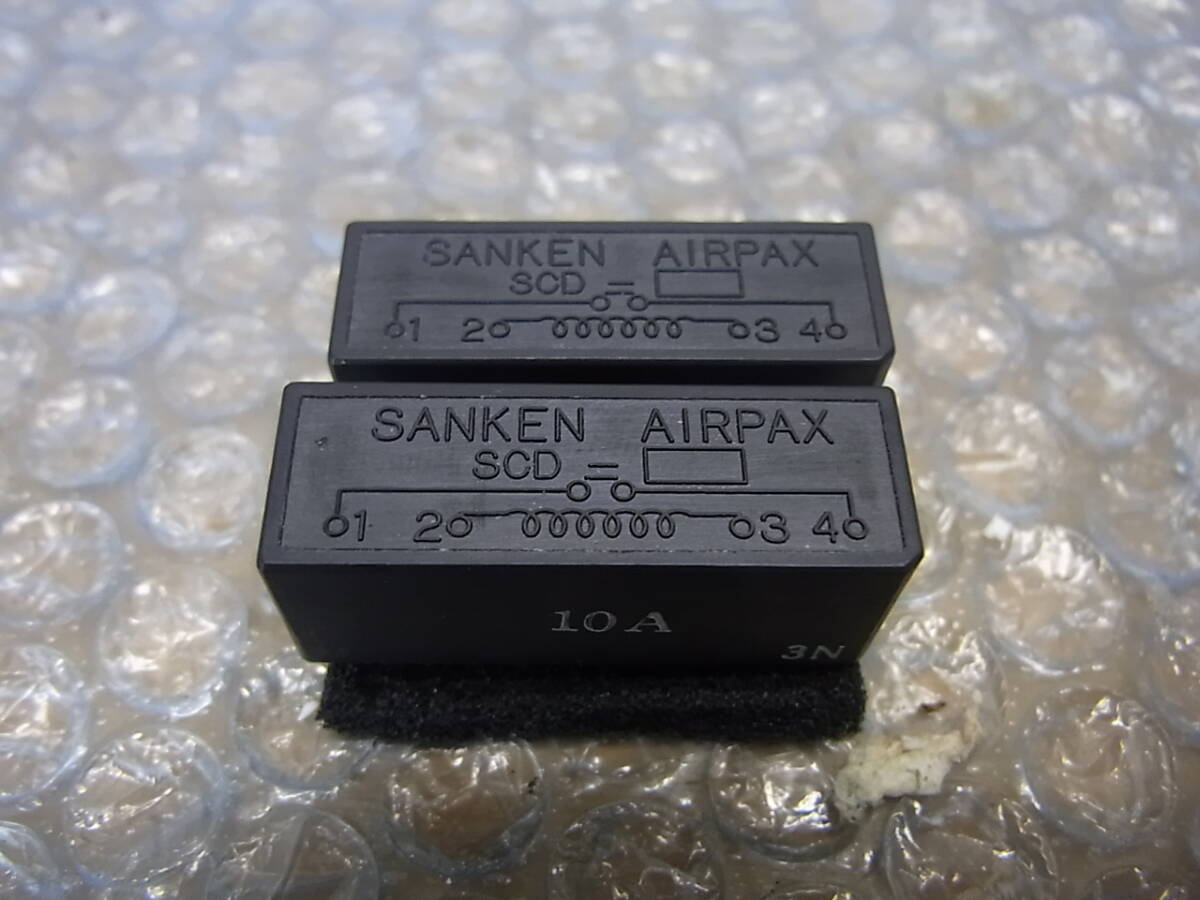 SANKEN AIRPAX
SCD =
1 2 3 4
SANKEN AIRPAX
SCD =
1 2 3 4
10A
3N